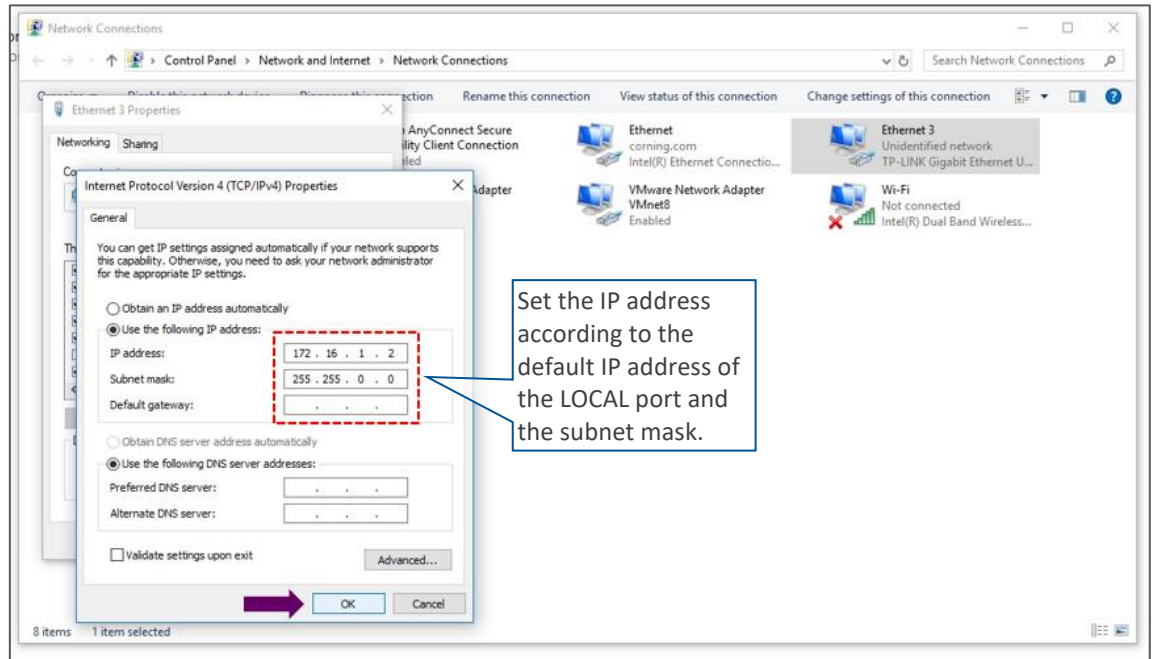 Network Connections
Control Panel > Network and Internet > Network Connections
Search Network Connections
Disable this network device
Rename this connection
View status of this connection
Change settings of this connection
Ethernet 3 Properties
Networking
Sharing
AnyConnect Secure
Client Connection
Adapter
Ethernet
corning.com
Intel(R) Ethernet Connectio...
VMware Network Adapter
VMnet8
Enabled
Ethernet 3
Unidentified network
TP-LINK Gigabit Ethernet U...
Wi-Fi
Not connected
Intel(R) Dual Band Wireless...
Internet Protocol Version 4 (TCP/IPv4) Properties
General
You can get IP settings assigned automatically if your network supports
this capability. Otherwise, you need to ask your network administrator
for the appropriate IP settings.
Obtain an IP address automatically
Use the following IP address:
IP address: 172 . 16 . 1 . 2
Subnet mask: 255 . 255 . 0 . 0
Default gateway: . . .
Obtain DNS server address automatically
Use the following DNS server addresses:
Preferred DNS server: . . .
Alternate DNS server: . . .
Validate settings upon exit
Advanced...
OK
Cancel
Set the IP address
according to the
default IP address of
the LOCAL port and
the subnet mask.
8 items
1 item selected